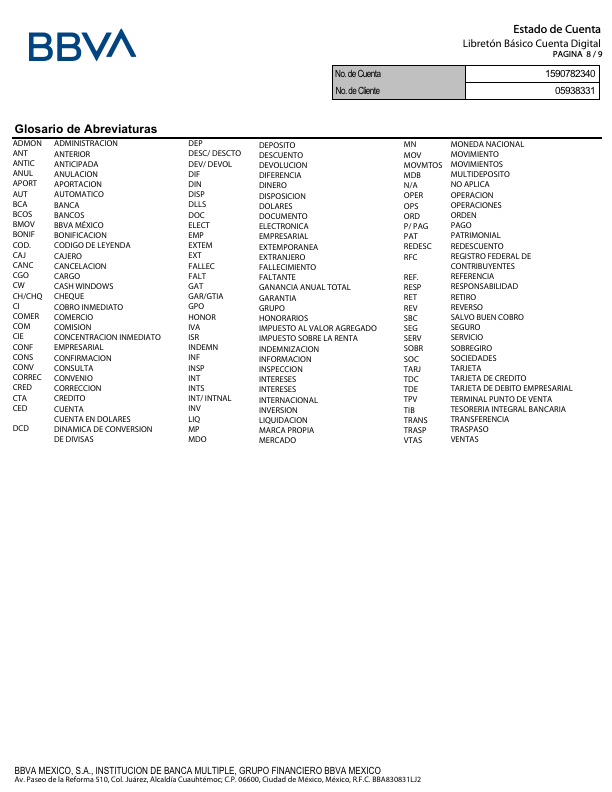 BBVA
Estado de Cuenta
Libretón Básico Cuenta Digital
PAGINA 8 / 9
No. de Cuenta 1590782340
No. de Cliente 05938331
Glosario de Abreviaturas
ADMON ADMINISTRACION
ANT ANTERIOR
ANTIC ANTICIPADA
ANUL ANULACION
APORT APORTACION
AUT AUTOMATICO
BCA BANCA
BCOS BANCOS
BMOV BBVA MÉXICO
BONIF BONIFICACION
COD. CODIGO DE LEYENDA
CAJ CAJERO
CANC CANCELACION
CGO CARGO
CW CASH WINDOWS
CH/CHQ CHEQUE
CI COBRO INMEDIATO
COMER COMERCIO
COM COMISION
CIE CONCENTRACION INMEDIATO
CONF EMPRESARIAL
CONS CONFIRMACION
CONV CONSULTA
CORREC CONVENIO
CRED CORRECCION
CTA CREDITO
CED CUENTA
CUENTA EN DOLARES
DCD DINAMICA DE CONVERSION
DE DIVISAS
DEP DEPOSITO
DESC/ DESCTO DESCUENTO
DEV/ DEVOL DEVOLUCION
DIF DIFERENCIA
DIN DINERO
DISP DISPOSICION
DLLS DOLARES
DOC DOCUMENTO
ELECT ELECTRONICA
EMP EMPRESARIAL
EXTEM EXTEMPORANEA
EXT EXTRANJERO
FALLEC FALLECIMIENTO
FALT FALTANTE
GAT GANANCIA ANUAL TOTAL
GAR/GTIA GARANTIA
GPO GRUPO
HONOR HONORARIOS
IVA IMPUESTO AL VALOR AGREGADO
ISR IMPUESTO SOBRE LA RENTA
INDEMN INDEMNIZACION
INF INFORMACION
INSP INSPECCION
INT INTERESES
INTS INTERESES
INT/ INTNAL INTERNACIONAL
INV INVERSION
LIQ LIQUIDACION
MP MARCA PROPIA
MDO MERCADO
MN MONEDA NACIONAL
MOV MOVIMIENTO
MOVMTOS MOVIMIENTOS
MDB MULTIDEPOSITO
N/A NO APLICA
OPER OPERACION
OPS OPERACIONES
ORD ORDEN
P/ PAG PAGO
PAT PATRIMONIAL
REDESC REDESCUENTO
RFC REGISTRO FEDERAL DE
CONTRIBUYENTES
REF. REFERENCIA
RESP RESPONSABILIDAD
RET RETIRO
REV REVERSO
SBC SALVO BUEN COBRO
SEG SEGURO
SERV SERVICIO
SOBR SOBREGIRO
SOC SOCIEDADES
TARJ TARJETA
TDC TARJETA DE CREDITO
TDE TARJETA DE DEBITO EMPRESARIAL
TPV TERMINAL PUNTO DE VENTA
TIB TESORERIA INTEGRAL BANCARIA
TRANS TRANSFERENCIA
TRASP TRASPASO
VTAS VENTAS
BBVA MEXICO, S.A., INSTITUCION DE BANCA MULTIPLE, GRUPO FINANCIERO BBVA MEXICO
Av. Paseo de la Reforma 510, Col. Juárez, Alcaldía Cuauhtémoc; C.P. 06600, Ciudad de México, México, R.F.C. BBA830831LJ2